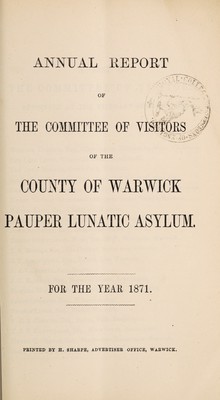 ANNUAL REPORT
OF
THE COMMITTEE OF VISITORS
OF THE
COUNTY OF WARWICK
PAUPER LUNATIC ASYLUM.
FOR THE YEAR 1871.
PRINTED BY H. SHARPE, ADVERTISER OFFICE, WARWICK.